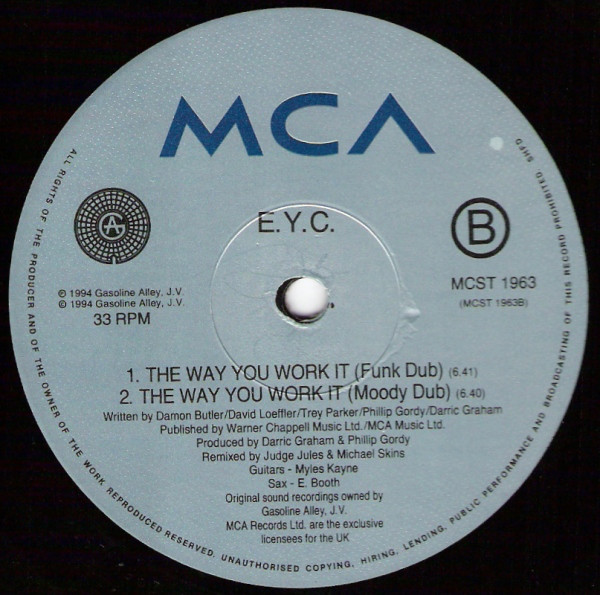 MCA
E.Y.C.
GA
B
MCST 1963
(MCST 1963B)
℗ 1994 Gasoline Alley, J.V.
© 1994 Gasoline Alley, J.V.
33 RPM
1. THE WAY YOU WORK IT (Funk Dub) (6.41)
2. THE WAY YOU WORK IT (Moody Dub) (6.40)
Written by Damon Butler/David Loeffler/Trey Parker/Phillip Gordy/Darric Graham
Published by Warner Chappell Music Ltd./MCA Music Ltd.
Produced by Darric Graham & Phillip Gordy
Remixed by Judge Jules & Michael Skins
Guitars - Myles Kayne
Sax - E. Booth
Original sound recordings owned by
Gasoline Alley, J.V.
MCA Records Ltd. are the exclusive
licensees for the UK
ALL RIGHTS OF THE PRODUCER AND OF THE OWNER OF THE WORK REPRODUCED RESERVED. UNAUTHORISED COPYING, HIRING, LENDING, PUBLIC PERFORMANCE AND BROADCASTING OF THIS RECORD PROHIBITED SHFD